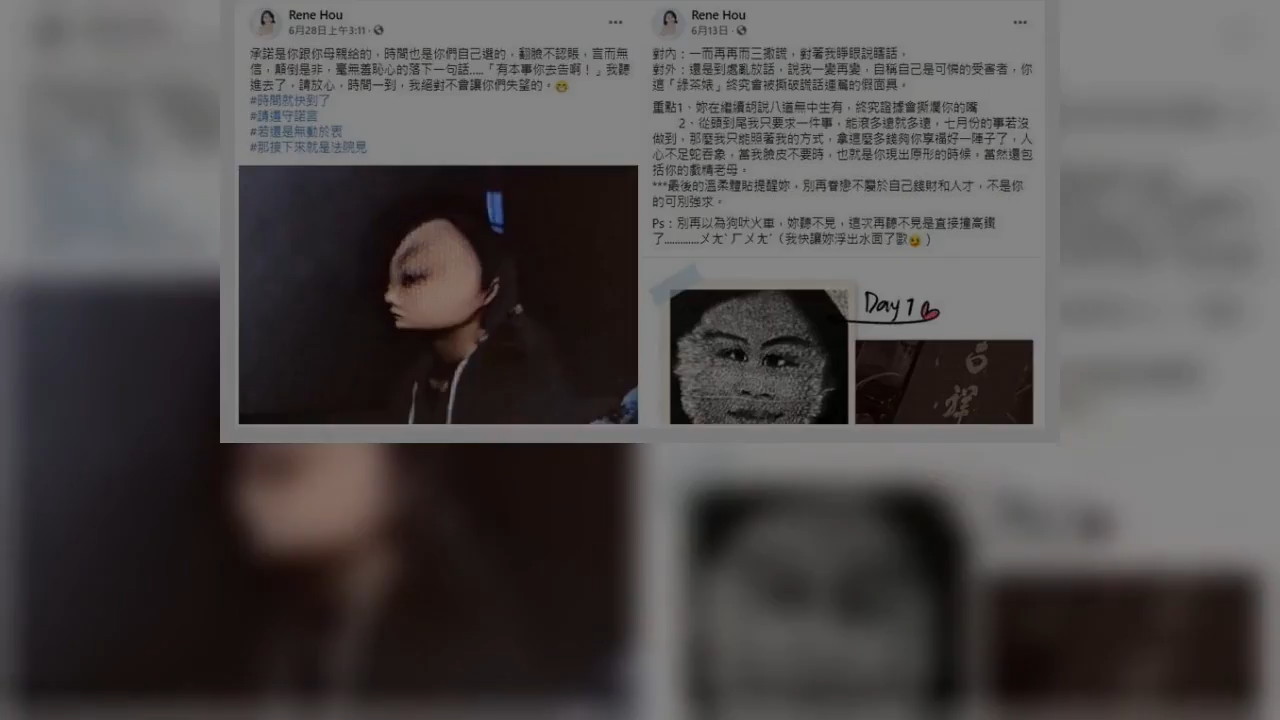 Rene Hou
6月28日上午3:11
承諾是你跟你母親給的，時間也是你們自己選的，翻臉不認賬，言而無
信，顛倒是非，毫無羞恥心的落下一句話.....「有本事你去告啊！」我聽
進去了，請放心，時間一到，我絕對不會讓你們失望的。
#時間就快到了
#請遵守諾言
#若還是無動於衷
#那接下來就是法院見
Rene Hou
6月13日
對內：一而再再而三撒謊，對著我睜眼說瞎話，
對外：還是到處亂放話，說我一變再變，自稱自己是可憐的受害者，你
這「綠茶婊」終究會被撕破謊話連篇的假面具。
重點1、妳在繼續胡說八道無中生有，終究證據會撕爛你的嘴
2、從頭到尾我只要求一件事，能滾多遠就多遠，七月份的事若沒
做到，那麼我只能照著我的方式，拿這麼多錢夠你享福好一陣子了，人
心不足蛇吞象，當我臉皮不要時，也就是你現出原形的時候，當然還包
括你的戲精老母。
***最後的溫柔體貼提醒妳，別再眷戀不屬於自己錢財和人才，不是你
的可別強求。
Ps：別再以為狗吠火車，妳聽不見，這次再聽不見是直接撞高鐵
了............ㄨㄤˋㄏㄨㄤˊ（我快讓妳浮出水面了歐）
Day 1